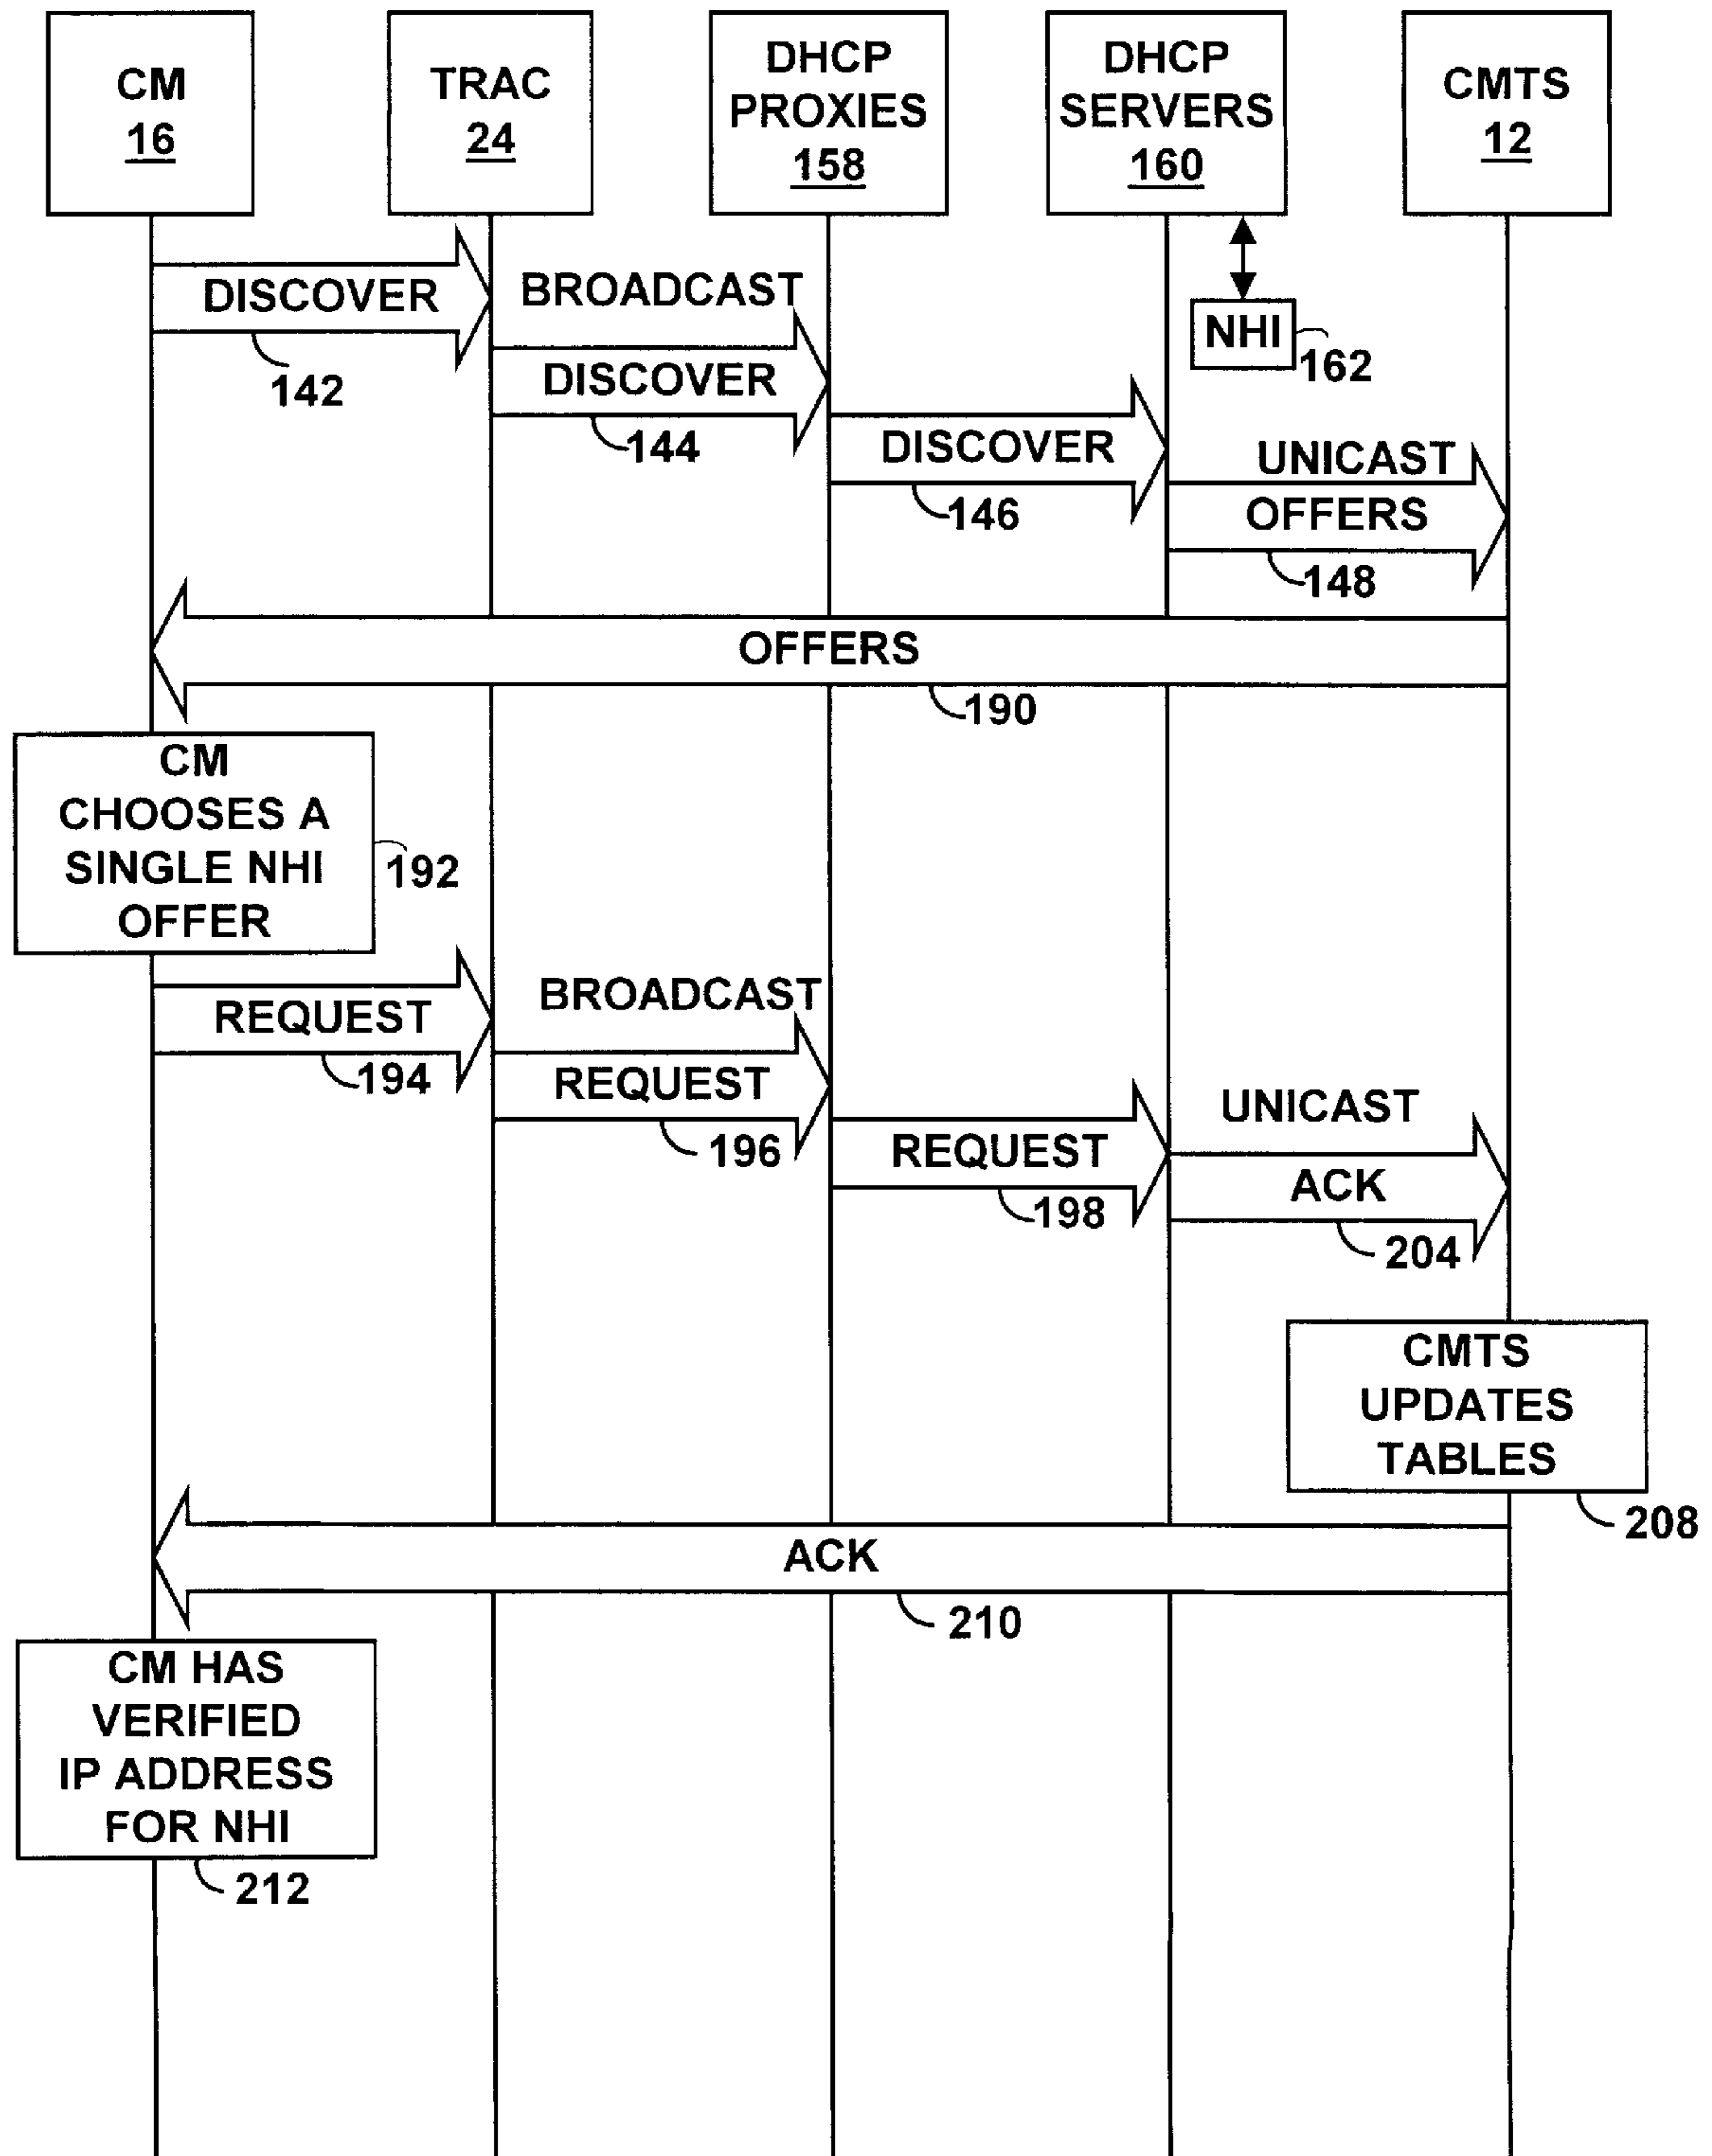 CM
16
TRAC
24
DHCP
PROXIES
158
DHCP
SERVERS
160
CMTS
12
DISCOVER
142
BROADCAST
DISCOVER
144
NHI
162
DISCOVER
146
UNICAST
OFFERS
148
OFFERS
190
CM
CHOOSES A
SINGLE NHI
OFFER
192
REQUEST
194
BROADCAST
REQUEST
196
REQUEST
198
UNICAST
ACK
204
CMTS
UPDATES
TABLES
208
ACK
210
CM HAS
VERIFIED
IP ADDRESS
FOR NHI
212